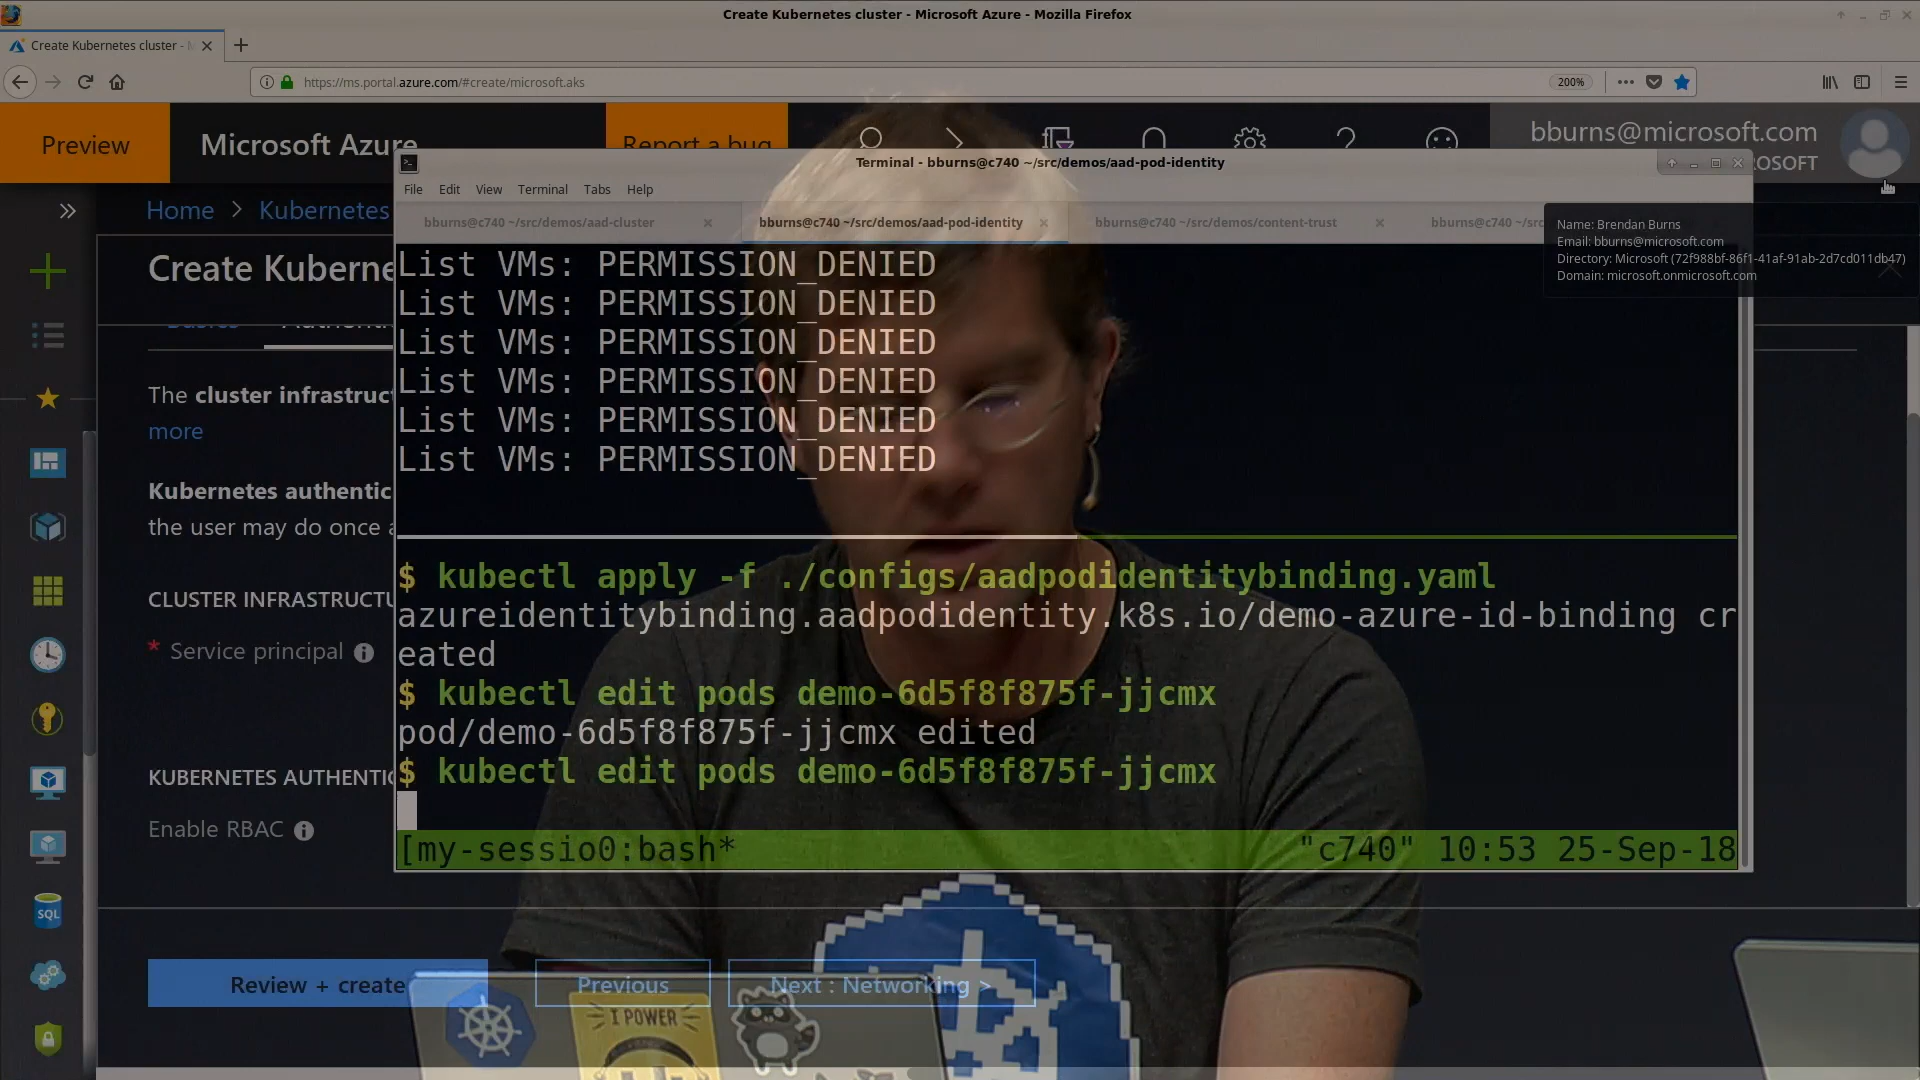 Create Kubernetes cluster - Microsoft Azure - Mozilla Firefox
Create Kubernetes cluster -
https://ms.portal.azure.com/#create/microsoft.aks
200%
Preview
Microsoft Azure
Report a bug
bburns@microsoft.com
Terminal - bburns@c740 ~/src/demos/aad-pod-identity
File Edit View Terminal Tabs Help
bburns@c740 ~/src/demos/aad-cluster
bburns@c740 ~/src/demos/aad-pod-identity
bburns@c740 ~/src/demos/content-trust
bburns@c740
Name: Brendan Burns
Email: bburns@microsoft.com
Directory: Microsoft (72f988bf-86f1-41af-91ab-2d7cd011db47)
Domain: microsoft.onmicrosoft.com
Home > Kubernetes
Create Kuberne
Basics
The cluster infrastruc
more
Kubernetes authentic
the user may do once a
CLUSTER INFRASTRUCTU
* Service principal
KUBERNETES AUTHENTIC
Enable RBAC
List VMs: PERMISSION_DENIED
List VMs: PERMISSION_DENIED
List VMs: PERMISSION_DENIED
List VMs: PERMISSION_DENIED
List VMs: PERMISSION_DENIED
List VMs: PERMISSION_DENIED
$ kubectl apply -f ./configs/aadpodidentitybinding.yaml
azureidentitybinding.aadpodidentity.k8s.io/demo-azure-id-binding cr
eated
$ kubectl edit pods demo-6d5f8f875f-jjcmx
pod/demo-6d5f8f875f-jjcmx edited
$ kubectl edit pods demo-6d5f8f875f-jjcmx
[my-sessio0:bash* "c740" 10:53 25-Sep-18
SQL
Review + create
Previous
Next : Networking >
I POWER